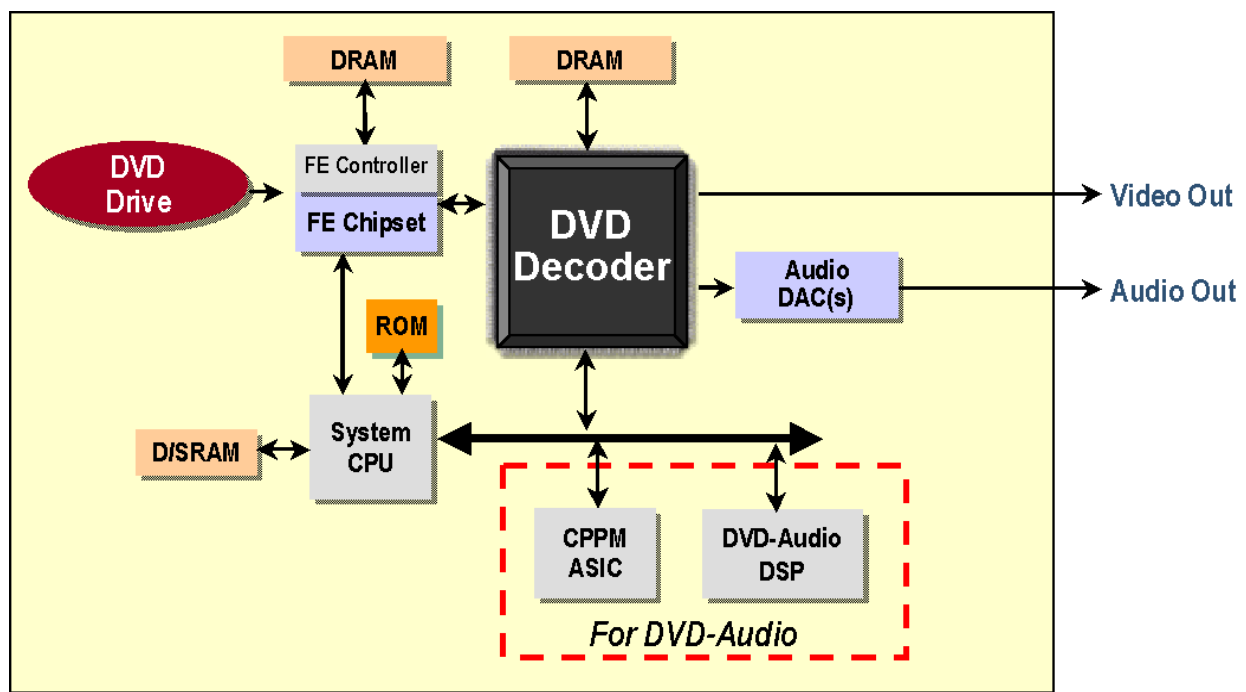 DRAM
DRAM
DVD
Drive
FE Controller
FE Chipset
DVD
Decoder
Video Out
Audio
DAC(s)
Audio Out
ROM
System
CPU
D/SRAM
CPPM
ASIC
DVD-Audio
DSP
For DVD-Audio